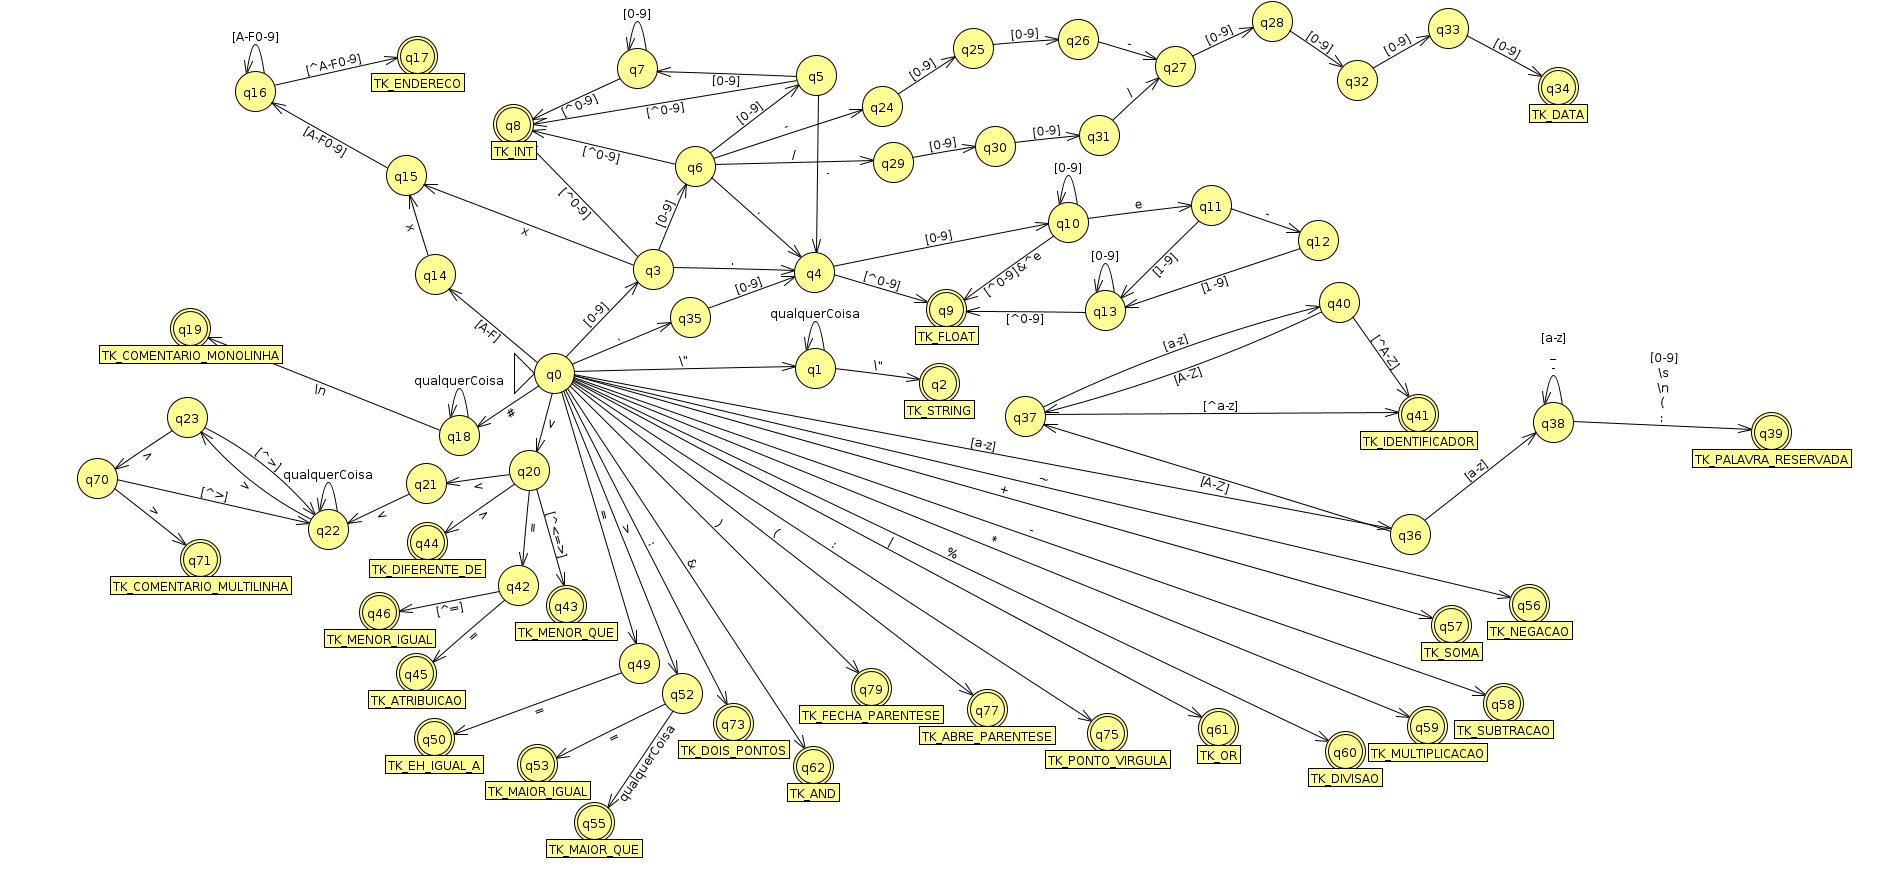 [0-9]
q28
q33
[A-F0-9]
[0-9]
[0-9]
[0-9]
[0-9]
[0-9]
q17
[^A-F0-9]
q25
q26
-
q27
q32
q34
TK_ENDERECO
TK_DATA
q16
q7
[0-9]
q5
[0-9]
q24
/
[^0-9]
[^0-9]
[0-9]
-
q8
TK_INT
[A-F0-9]
[^0-9]
/
q6
q29
[0-9]
q30
[0-9]
q31
q15
[^0-9]
[0-9]
.
.
[0-9]
q10
e
q11
-
q12
x
x
q14
q3
.
[0-9]
q4
[^0-9]
[^0-9]&^e
[1-9]
[0-9]
[1-9]
q13
[^0-9]
q9
TK_FLOAT
[0-9]
q35
[0-9]
.
q40
q19
TK_COMENTARIO_MONOLINHA
[A-F]
qualquerCoisa
[a-z]
[A-Z]
[^A-Z]
[a-z]
_
-
[0-9]
\s
\n
(
:
q0
\"
q1
\"
q2
TK_STRING
\n
qualquerCoisa
#
q18
q37
[^a-z]
q41
TK_IDENTIFICADOR
q38
q39
TK_PALAVRA_RESERVADA
q23
[^>]
qualquerCoisa
q70
[^>]
>
q22
<
q21
<
q20
<
[a-z]
[A-Z]
[a-z]
q36
q71
TK_COMENTARIO_MULTILINHA
>
q44
TK_DIFERENTE_DE
=
[^<=>]
=
>
:
&
)
(
;
|
%
*
-
+
~
q42
[^=]
q46
TK_MENOR_IGUAL
q43
TK_MENOR_QUE
=
q45
TK_ATRIBUICAO
q49
q52
q56
TK_NEGACAO
q57
TK_SOMA
=
q50
TK_EH_IGUAL_A
=
q53
TK_MAIOR_IGUAL
qualquerCoisa
q55
TK_MAIOR_QUE
q73
TK_DOIS_PONTOS
q62
TK_AND
q79
TK_FECHA_PARENTESE
q77
TK_ABRE_PARENTESE
q75
TK_PONTO_VIRGULA
q61
TK_OR
q60
TK_DIVISAO
q59
TK_MULTIPLICACAO
q58
TK_SUBTRACAO